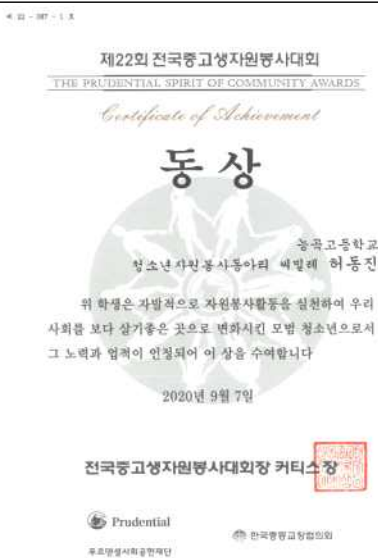 제22회 전국중고생자원봉사대회
THE PRUDENTIAL SPIRIT OF COMMUNITY AWARDS
Certificate of Achievement
동상
능곡고등학교
청소년자원봉사동아리 씨밀레 허동진
위 학생은 자발적으로 자원봉사활동을 실천하여 우리
사회를 보다 살기좋은 곳으로 변화시킨 모범 청소년으로서
그 노력과 업적이 인정되어 이 상을 수여합니다
2020년 9월 7일
전국중고생자원봉사대회장 커티스 장
Prudential
푸르덴셜사회공헌재단
한국중등교장협의회